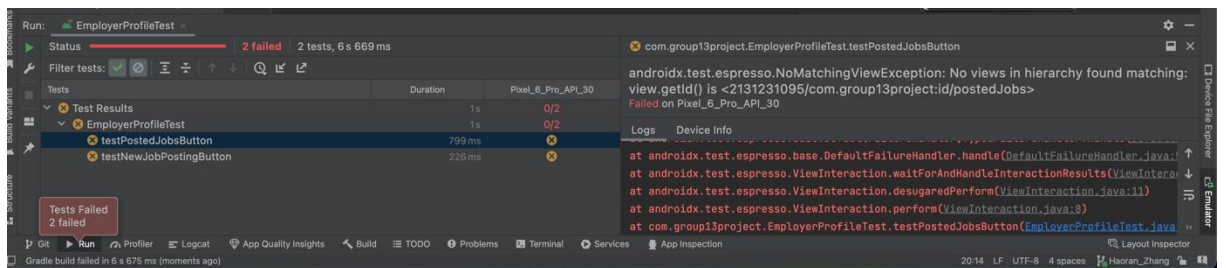 Run: EmployerProfileTest ×
Bookmarks
Status 2 failed 2 tests, 6 s 669 ms
Filter tests:
Tests Duration Pixel_6_Pro_API_30
Test Results 1 s 0/2
EmployerProfileTest 1 s 0/2
testPostedJobsButton 799 ms
testNewJobPostingButton 226 ms
Build Variants
Structure
Tests Failed
2 failed
com.group13project.EmployerProfileTest.testPostedJobsButton
androidx.test.espresso.NoMatchingViewException: No views in hierarchy found matching:
view.getId() is <2131231095/com.group13project:id/postedJobs>
Failed on Pixel_6_Pro_API_30
Logs Device Info
at androidx.test.espresso.base.DefaultFailureHandler.handle(DefaultFailureHandler.java:
at androidx.test.espresso.ViewInteraction.waitForAndHandleInteractionResults(ViewIntera
at androidx.test.espresso.ViewInteraction.desugaredPerform(ViewInteraction.java:11)
at androidx.test.espresso.ViewInteraction.perform(ViewInteraction.java:8)
at com.group13project.EmployerProfileTest.testPostedJobsButton(EmployerProfileTest.java
Device File Explorer
Emulator
Git Run Profiler Logcat App Quality Insights Build TODO Problems Terminal Services App Inspection Layout Inspector
Gradle build failed in 6 s 675 ms (moments ago) 20:14 LF UTF-8 4 spaces Haoran_Zhang